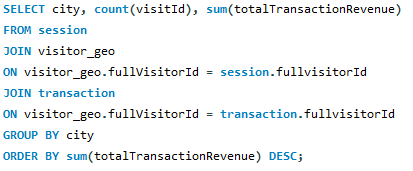 SELECT city, count(visitId), sum(totalTransactionRevenue)
FROM session
JOIN visitor_geo
ON visitor_geo.fullVisitorId = session.fullvisitorId
JOIN transaction
ON visitor_geo.fullVisitorId = transaction.fullvisitorId
GROUP BY city
ORDER BY sum(totalTransactionRevenue) DESC;